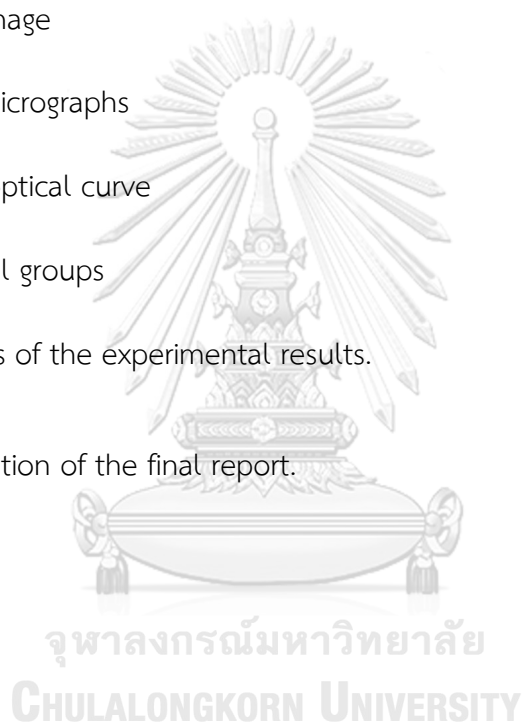 nage
icrographs
ptical curve
l groups
s of the experimental results.
tion of the final report.
จุฬาลงกรณ์มหาวิทยาลัย
CHULALONGKORN UNIVERSITY